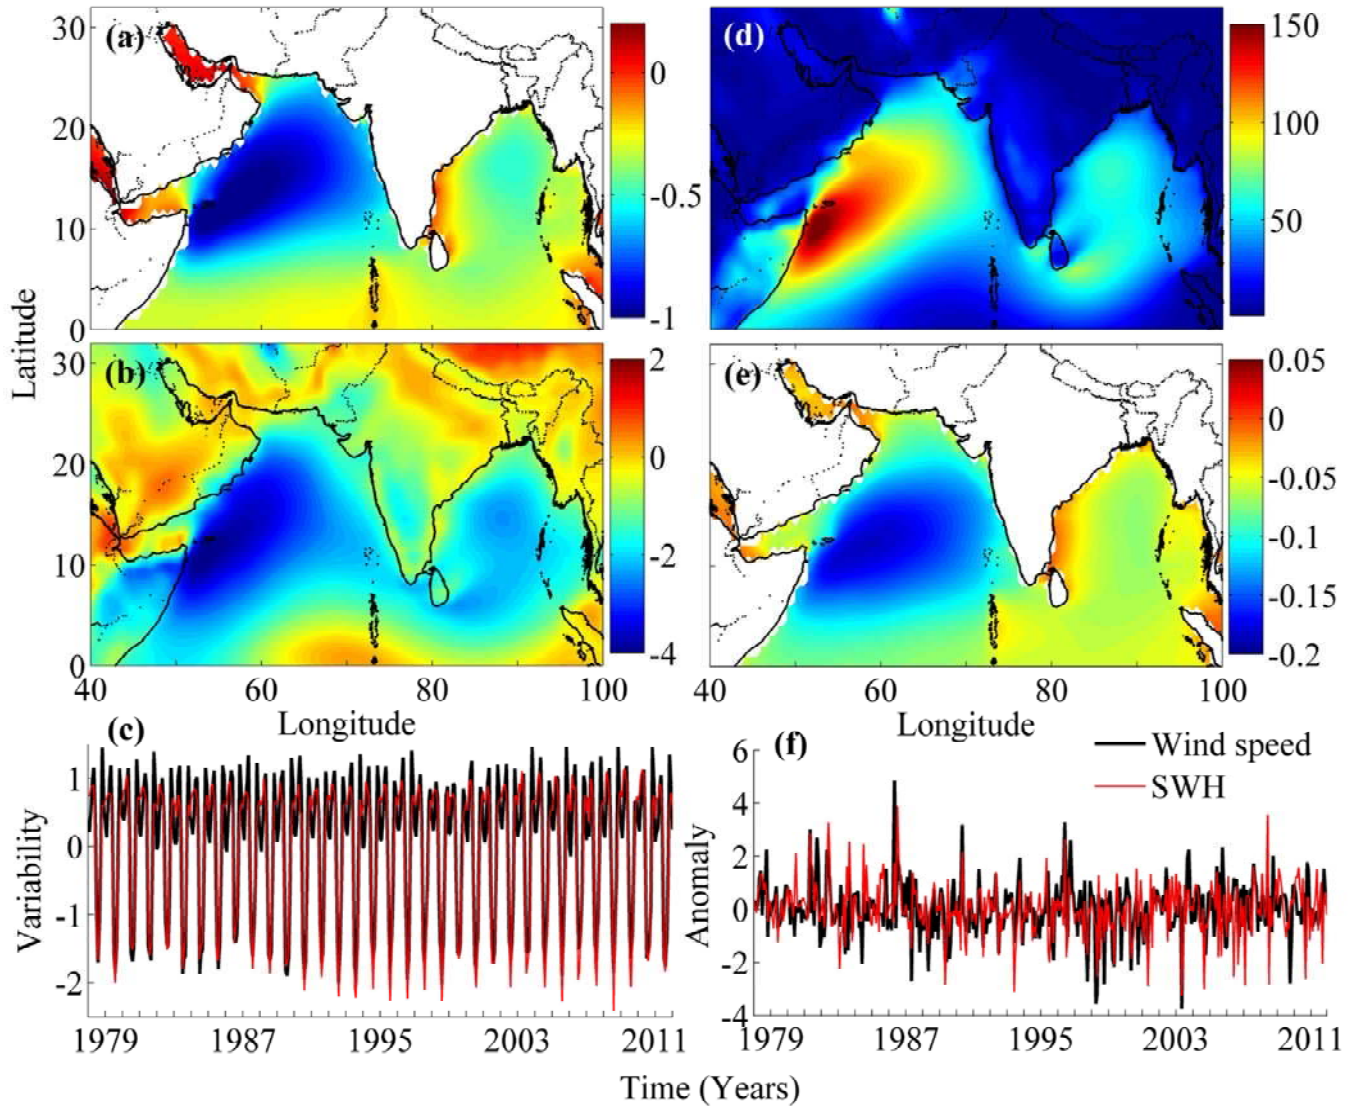 (a)
30
20
10
0
0
-0.5
-1
(d)
150
100
50
Latitude
(b)
30
20
10
0
2
0
-2
-4
40 60 80 100
Longitude
(e)
0.05
0
-0.05
-0.1
-0.15
-0.2
40 60 80 100
Longitude
(c)
1
0
-1
-2
Variability
1979 1987 1995 2003 2011
(f)
Wind speed
SWH
6
4
2
0
-2
-4
Anomaly
1979 1987 1995 2003 2011
Time (Years)